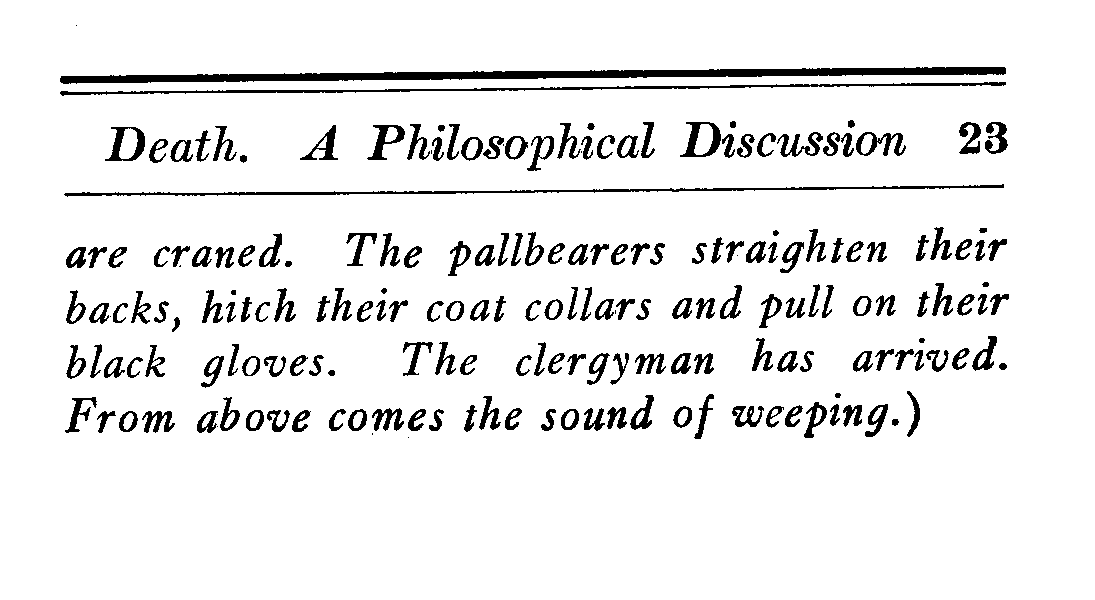 Death. A Philosophical Discussion 23
are craned. The pallbearers straighten their
backs, hitch their coat collars and pull on their
black gloves. The clergyman has arrived.
From above comes the sound of weeping.)